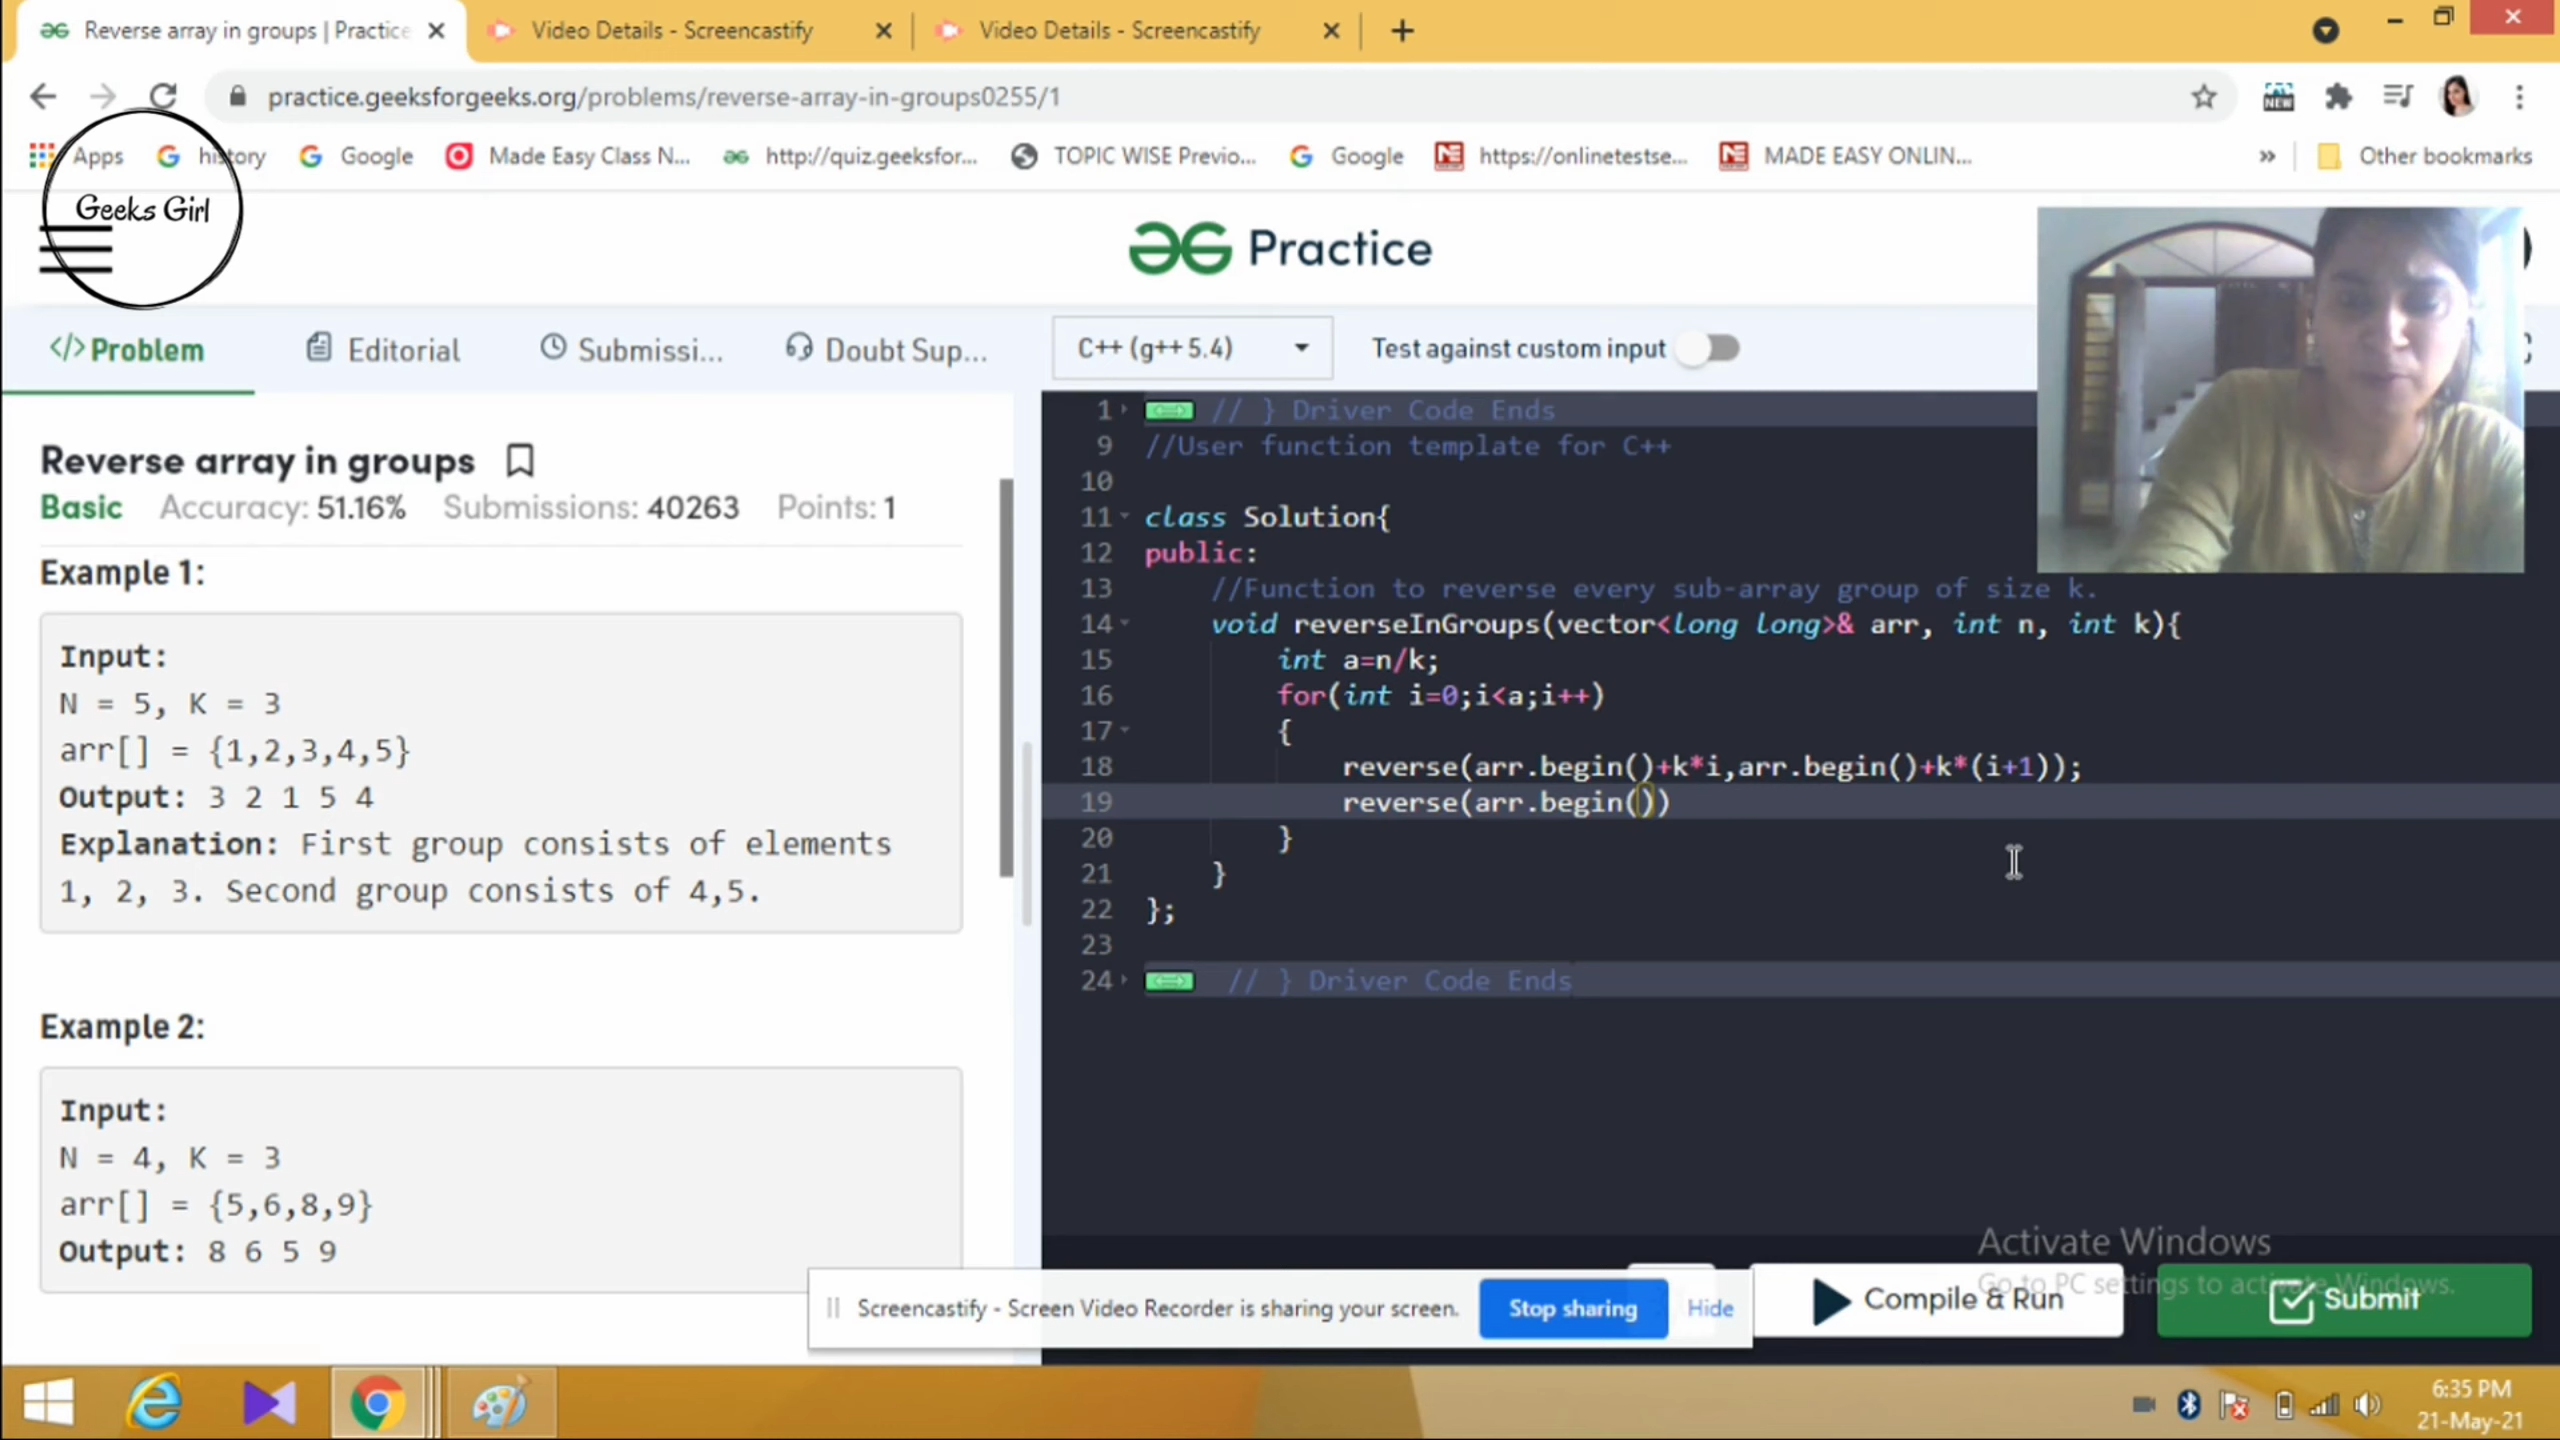 Reverse array in groups | Practice
Video Details - Screencastify
Video Details - Screencastify
practice.geeksforgeeks.org/problems/reverse-array-in-groups0255/1
NEW
Apps
history
Google
Made Easy Class N...
http://quiz.geeksfor...
TOPIC WISE Previo...
Google
https://onlinetestse...
MADE EASY ONLIN...
»
Other bookmarks
Geeks Girl
Practice
</> Problem
Editorial
Submissi...
Doubt Sup...
C++ (g++ 5.4)
Test against custom input
Reverse array in groups
Basic Accuracy: 51.16% Submissions: 40263 Points: 1
Example 1:
Input:
N = 5, K = 3
arr[] = {1,2,3,4,5}
Output: 3 2 1 5 4
Explanation: First group consists of elements
1, 2, 3. Second group consists of 4,5.
Example 2:
Input:
N = 4, K = 3
arr[] = {5,6,8,9}
Output: 8 6 5 9
1 // } Driver Code Ends
9 //User function template for C++
10
11 class Solution{
12 public:
13 //Function to reverse every sub-array group of size k.
14 void reverseInGroups(vector<long long>& arr, int n, int k){
15 int a=n/k;
16 for(int i=0;i<a;i++)
17 {
18 reverse(arr.begin()+k*i,arr.begin()+k*(i+1));
19 reverse(arr.begin())
20 }
21 }
22 };
23
24 // } Driver Code Ends
Activate Windows
Go to PC settings to activate Windows.
Compile & Run
Submit
Screencastify - Screen Video Recorder is sharing your screen.
Stop sharing
Hide
6:35 PM
21-May-21